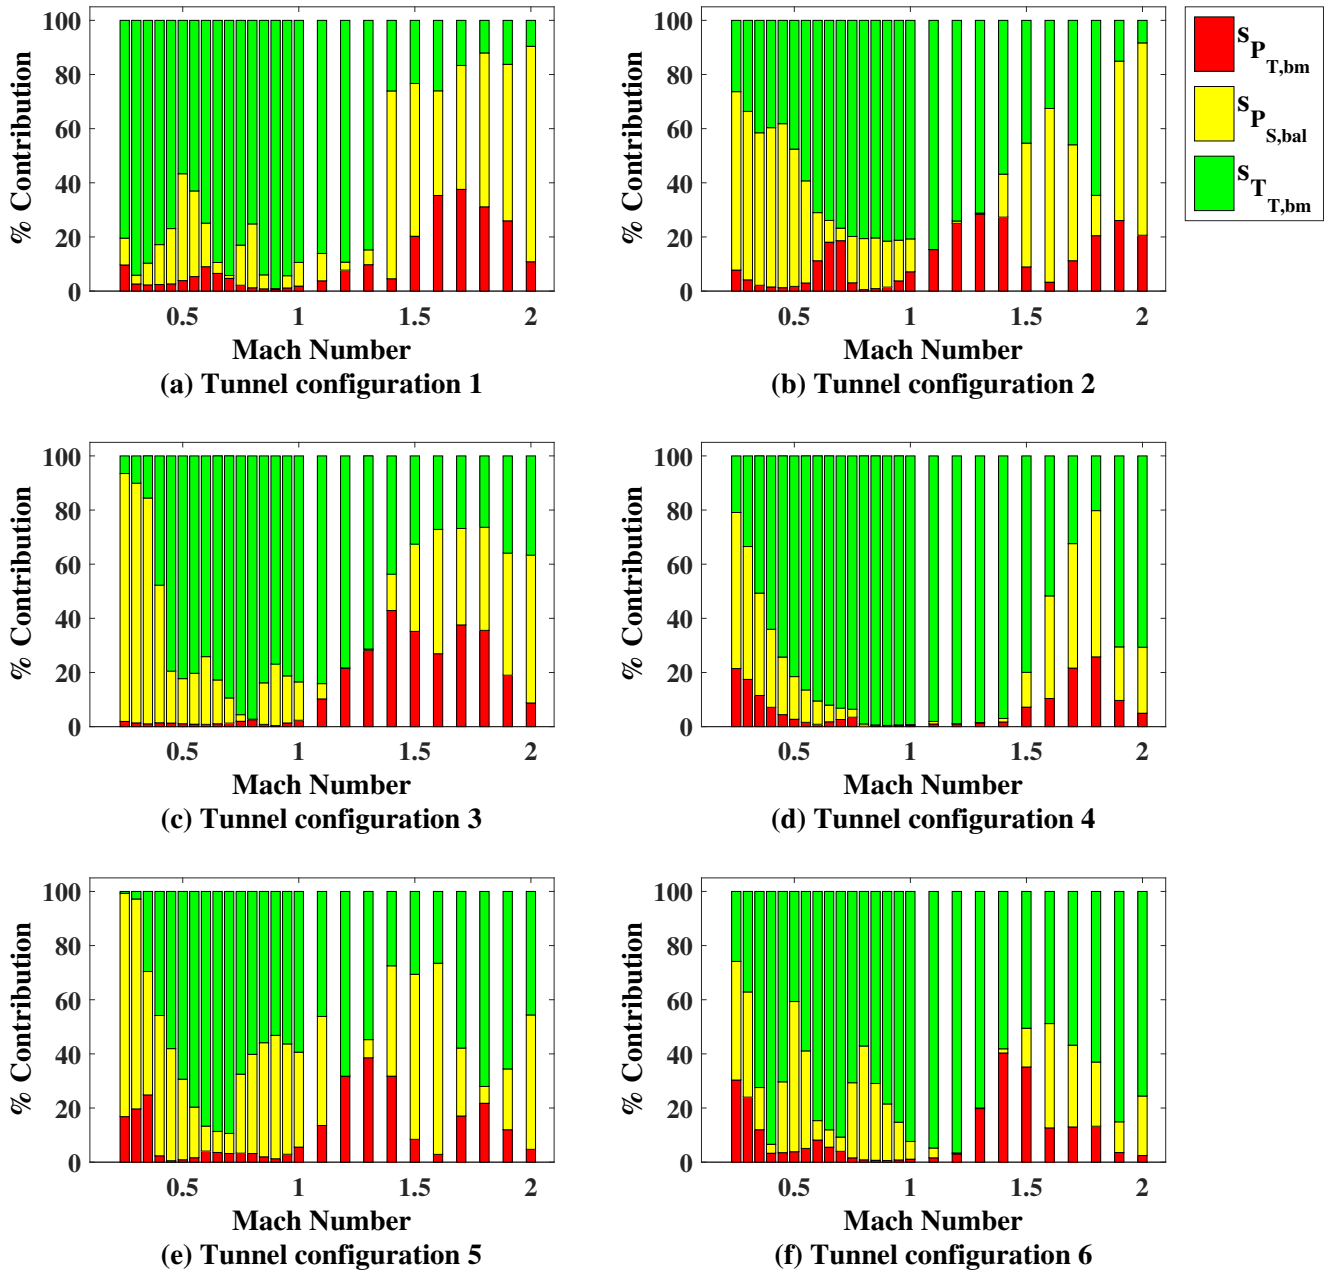 100
80
60
40
20
0
% Contribution
0.5 1 1.5 2
Mach Number
(a) Tunnel configuration 1
100
80
60
40
20
0
% Contribution
0.5 1 1.5 2
Mach Number
(b) Tunnel configuration 2
s_{P_{T,bm}}
s_{P_{S,bal}}
s_{T_{T,bm}}
100
80
60
40
20
0
% Contribution
0.5 1 1.5 2
Mach Number
(c) Tunnel configuration 3
100
80
60
40
20
0
% Contribution
0.5 1 1.5 2
Mach Number
(d) Tunnel configuration 4
100
80
60
40
20
0
% Contribution
0.5 1 1.5 2
Mach Number
(e) Tunnel configuration 5
100
80
60
40
20
0
% Contribution
0.5 1 1.5 2
Mach Number
(f) Tunnel configuration 6